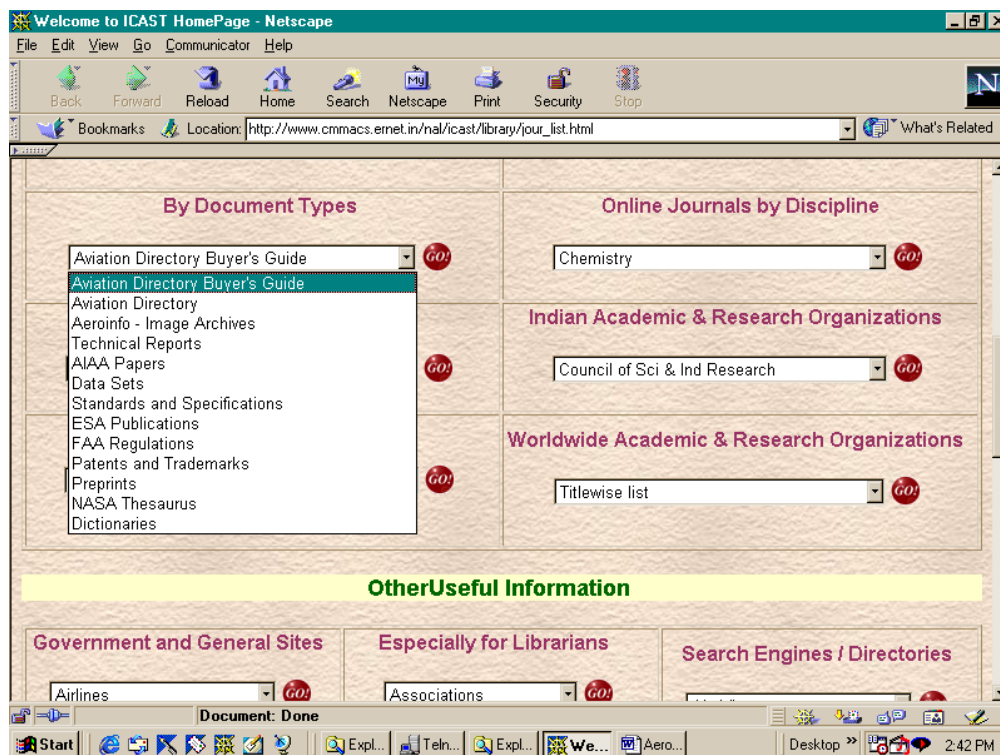 Welcome to ICAST HomePage - Netscape
File Edit View Go Communicator Help
My
N
Back Forward Reload Home Search Netscape Print Security Stop
Bookmarks Location: http://www.cmmacs.ernet.in/nal/icast/library/jour_list.html What's Related
By Document Types
Online Journals by Discipline
Aviation Directory Buyer's Guide GO!
Chemistry GO!
Aviation Directory Buyer's Guide
Aviation Directory
Aeroinfo - Image Archives
Technical Reports
AIAA Papers
Data Sets
Standards and Specifications
ESA Publications
FAA Regulations
Patents and Trademarks
Preprints
NASA Thesaurus
Dictionaries
GO!
Indian Academic & Research Organizations
Council of Sci & Ind Research GO!
GO!
Worldwide Academic & Research Organizations
Titlewise list GO!
OtherUseful Information
Government and General Sites
Especially for Librarians
Search Engines / Directories
Airlines GO!
Associations GO!
Document: Done
Start Expl... Teln... Expl... We... Aero... Desktop » 2:42 PM